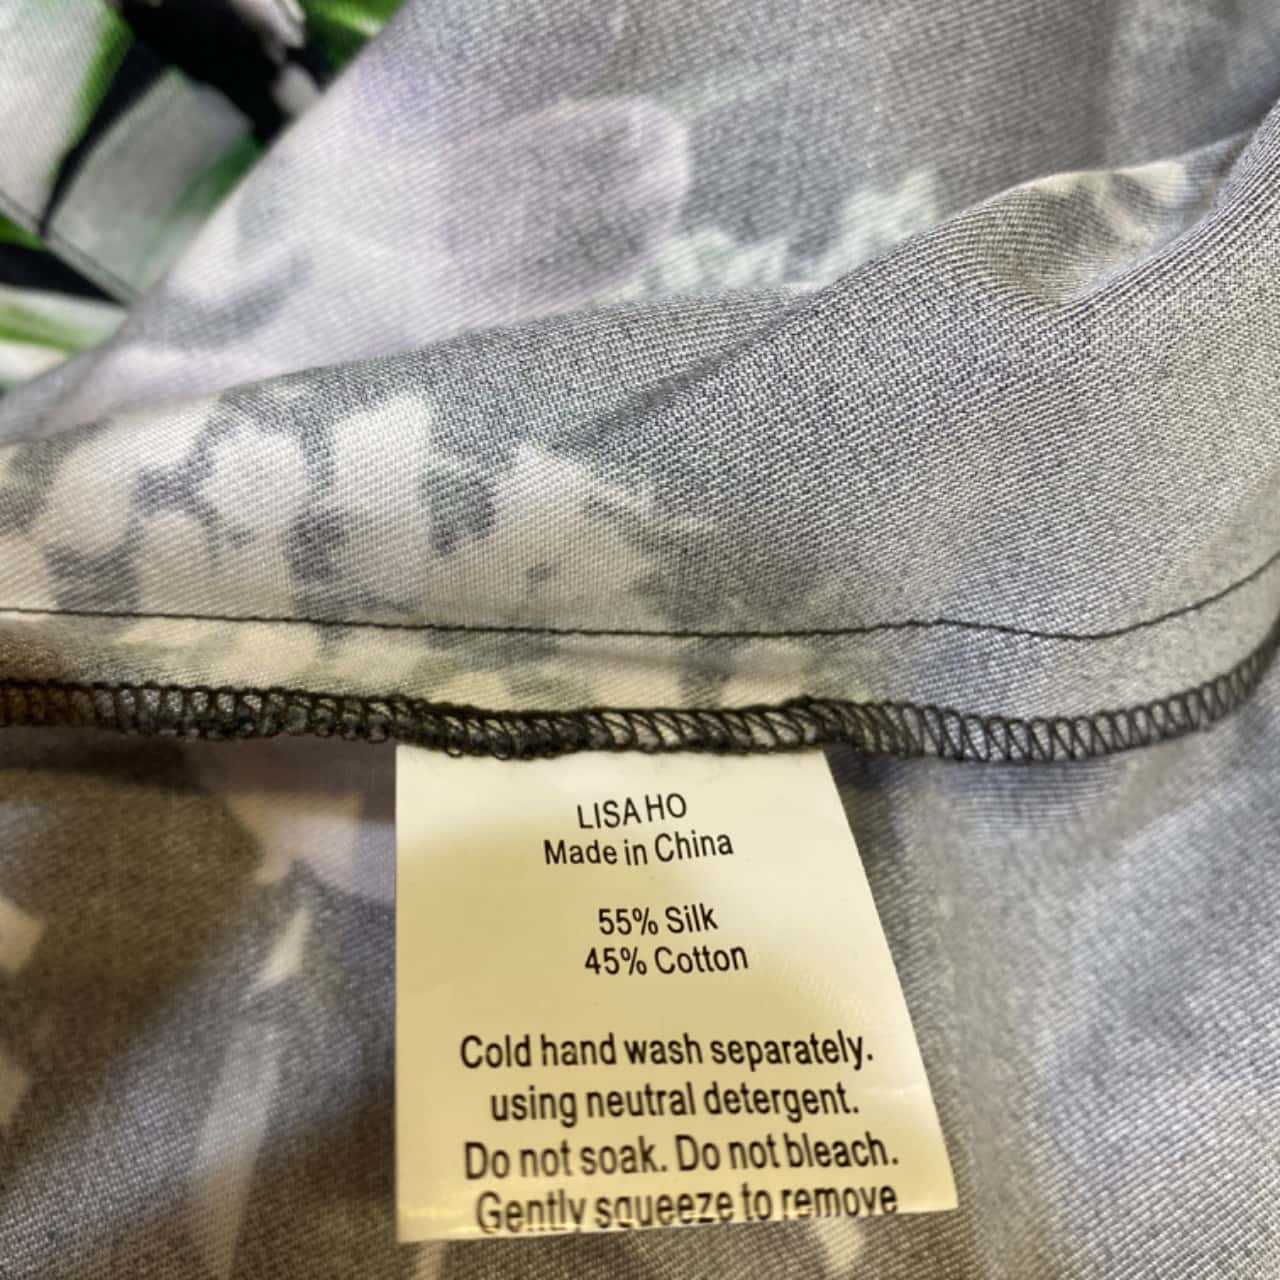 LISA HO
Made in China
55% Silk
45% Cotton
Cold hand wash separately.
using neutral detergent.
Do not soak. Do not bleach.
Gently squeeze to remove